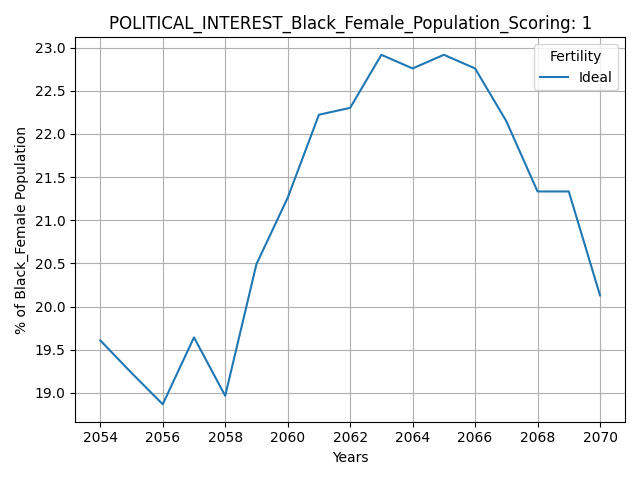 POLITICAL_INTEREST_Black_Female_Population_Scoring: 1
Fertility
Ideal
% of Black_Female Population
23.0
22.5
22.0
21.5
21.0
20.5
20.0
19.5
19.0
2054 2056 2058 2060 2062 2064 2066 2068 2070
Years